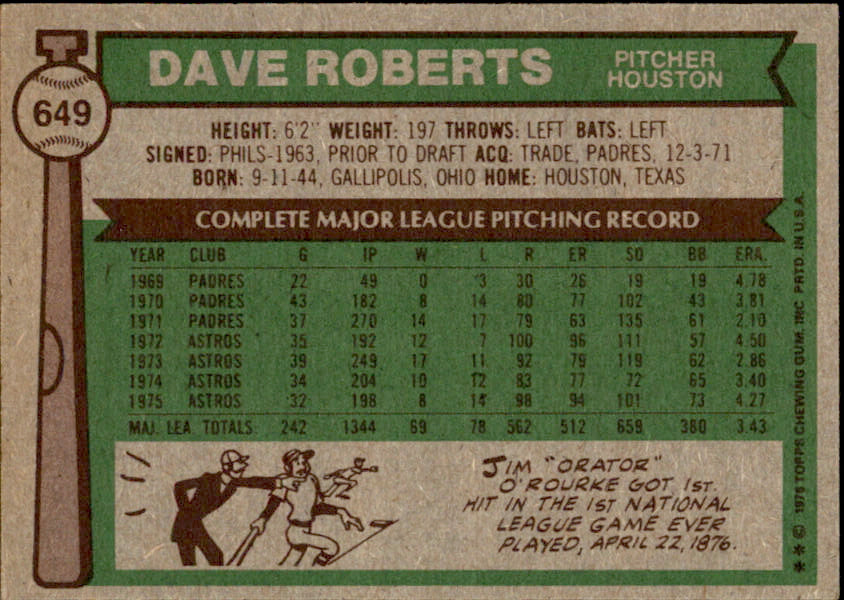 649
DAVE ROBERTS
PITCHER
HOUSTON
HEIGHT: 6'2" WEIGHT: 197 THROWS: LEFT BATS: LEFT
SIGNED: PHILS-1963, PRIOR TO DRAFT ACQ: TRADE, PADRES, 12-3-71
BORN: 9-11-44, GALLIPOLIS, OHIO HOME: HOUSTON, TEXAS
COMPLETE MAJOR LEAGUE PITCHING RECORD
YEAR CLUB G IP W L R ER SO BB ERA.
1969 PADRES 22 49 0 3 30 26 19 19 4.78
1970 PADRES 43 182 8 14 80 77 102 43 3.81
1971 PADRES 37 270 14 17 79 63 135 61 2.10
1972 ASTROS 35 192 12 7 100 96 111 57 4.50
1973 ASTROS 39 249 17 11 92 79 119 62 2.86
1974 ASTROS 34 204 10 12 83 77 72 65 3.40
1975 ASTROS 32 198 8 14 98 94 101 73 4.27
MAJ. LEA. TOTALS: 242 1344 69 78 562 512 659 380 3.43
JIM "ORATOR"
O'ROURKE GOT 1ST.
HIT IN THE 1ST NATIONAL
LEAGUE GAME EVER
PLAYED, APRIL 22, 1876.
**© 1976 TOPPS CHEWING GUM, INC. PRTD. IN U.S.A.